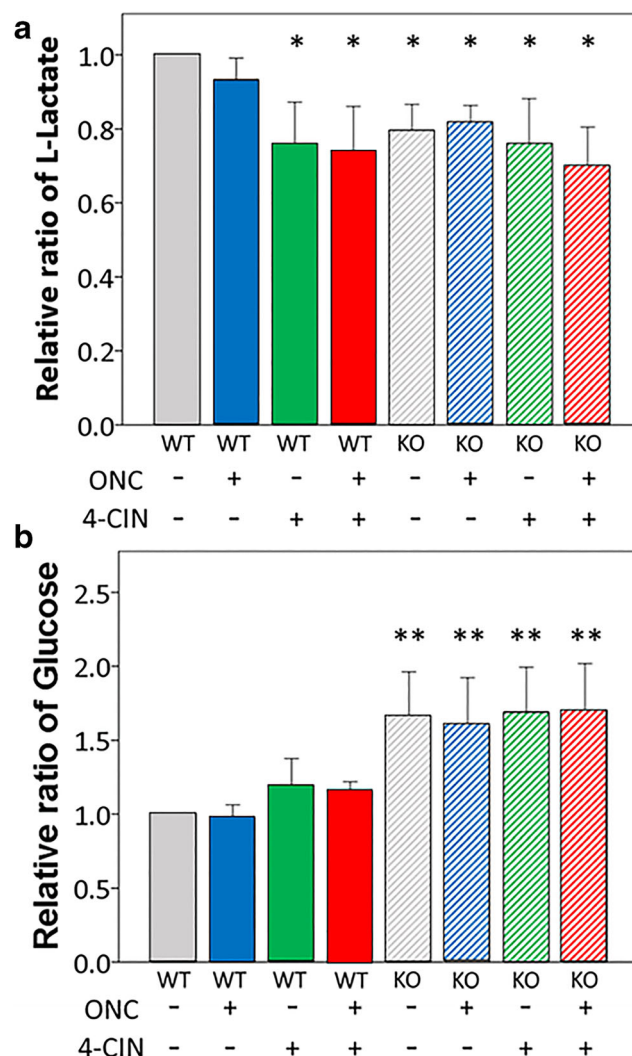 a
Relative ratio of L-Lactate
1.0
0.8
0.6
0.4
0.2
0.0
* * * * * *
WT WT WT WT KO KO KO KO
ONC - + - + - + - +
4-CIN - - + + - - + +
b
Relative ratio of Glucose
2.5
2.0
1.5
1.0
0.5
0.0
** ** ** **
WT WT WT WT KO KO KO KO
ONC - + - + - + - +
4-CIN - - + + - - + +